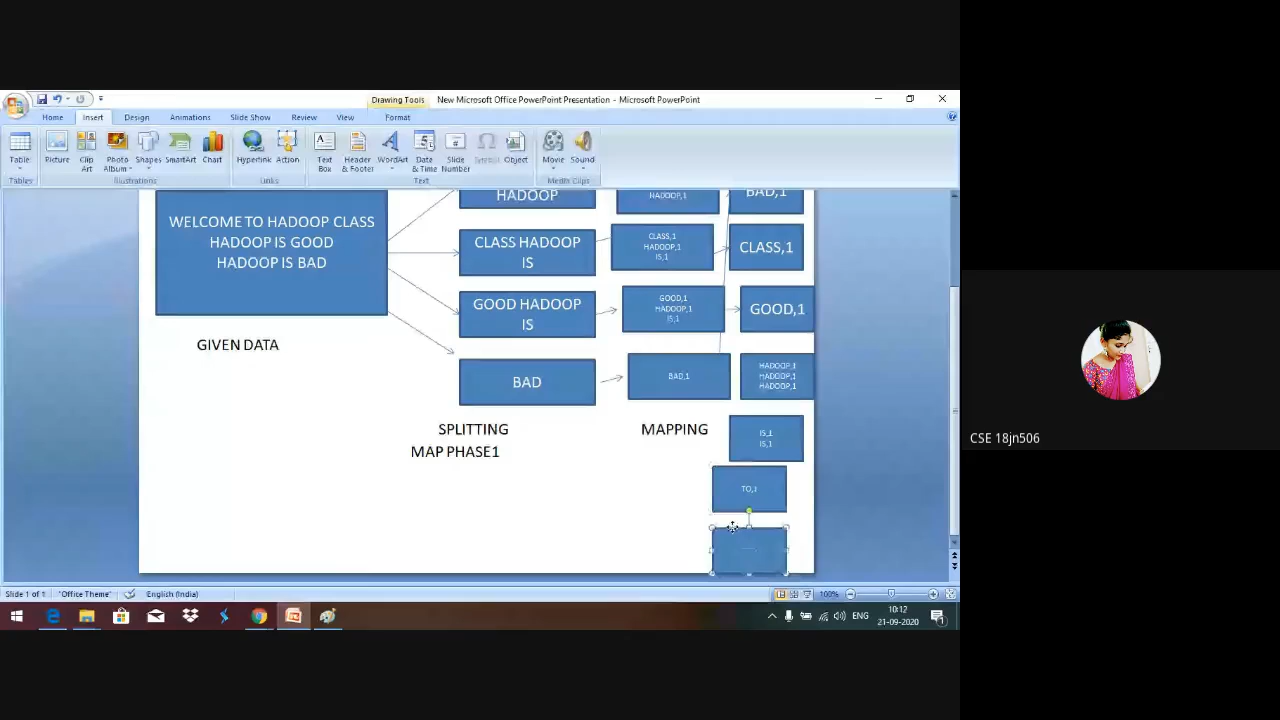 Drawing Tools
New Microsoft Office PowerPoint Presentation - Microsoft PowerPoint
Home Insert Design Animations Slide Show Review View Format
Table Picture Clip Art Photo Album Shapes SmartArt Chart Hyperlink Action Text Box Header & Footer WordArt Date & Time Slide Number Symbol Object Movie Sound
Tables Illustrations Links Text Media Clips
WELCOME TO HADOOP CLASS
HADOOP IS GOOD
HADOOP IS BAD
GIVEN DATA
HADOOP
CLASS HADOOP
IS
GOOD HADOOP
IS
BAD
SPLITTING
MAP PHASE1
HADOOP,1
CLASS,1
HADOOP,1
IS,1
GOOD,1
HADOOP,1
IS,1
BAD,1
MAPPING
BAD,1
CLASS,1
GOOD,1
HADOOP,1
HADOOP,1
HADOOP,1
IS,1
IS,1
TO,1
CSE 18jn506
Slide 1 of 1 "Office Theme" English (India) 100%
ENG
10:12
21-09-2020